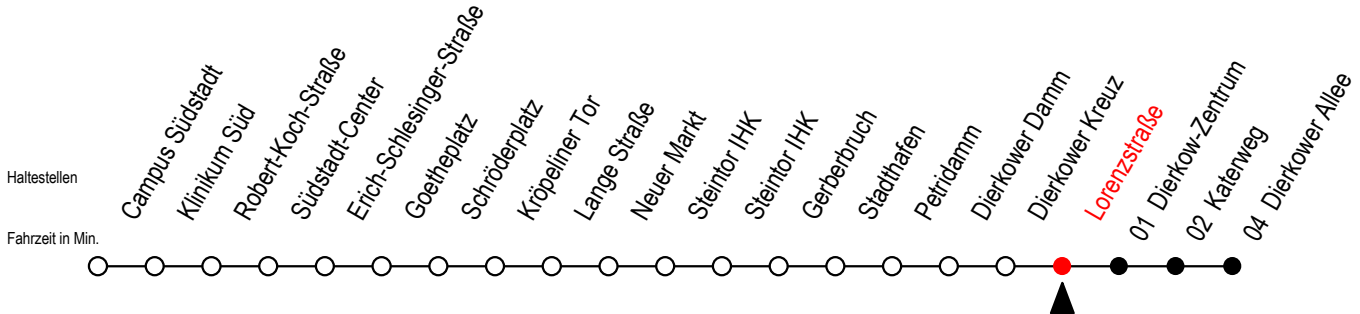 Haltestellen
Fahrzeit in Min.
Campus Südstadt
Klinikum Süd
Robert-Koch-Straße
Südstadt-Center
Erich-Schlesinger-Straße
Goetheplatz
Schröderplatz
Kröpeliner Tor
Lange Straße
Neuer Markt
Steintor IHK
Steintor IHK
Gerberbruch
Stadthafen
Petridamm
Dierkower Damm
Dierkower Kreuz
Lorenzstraße
01 Dierkow-Zentrum
02 Katenweg
04 Dierkower Allee